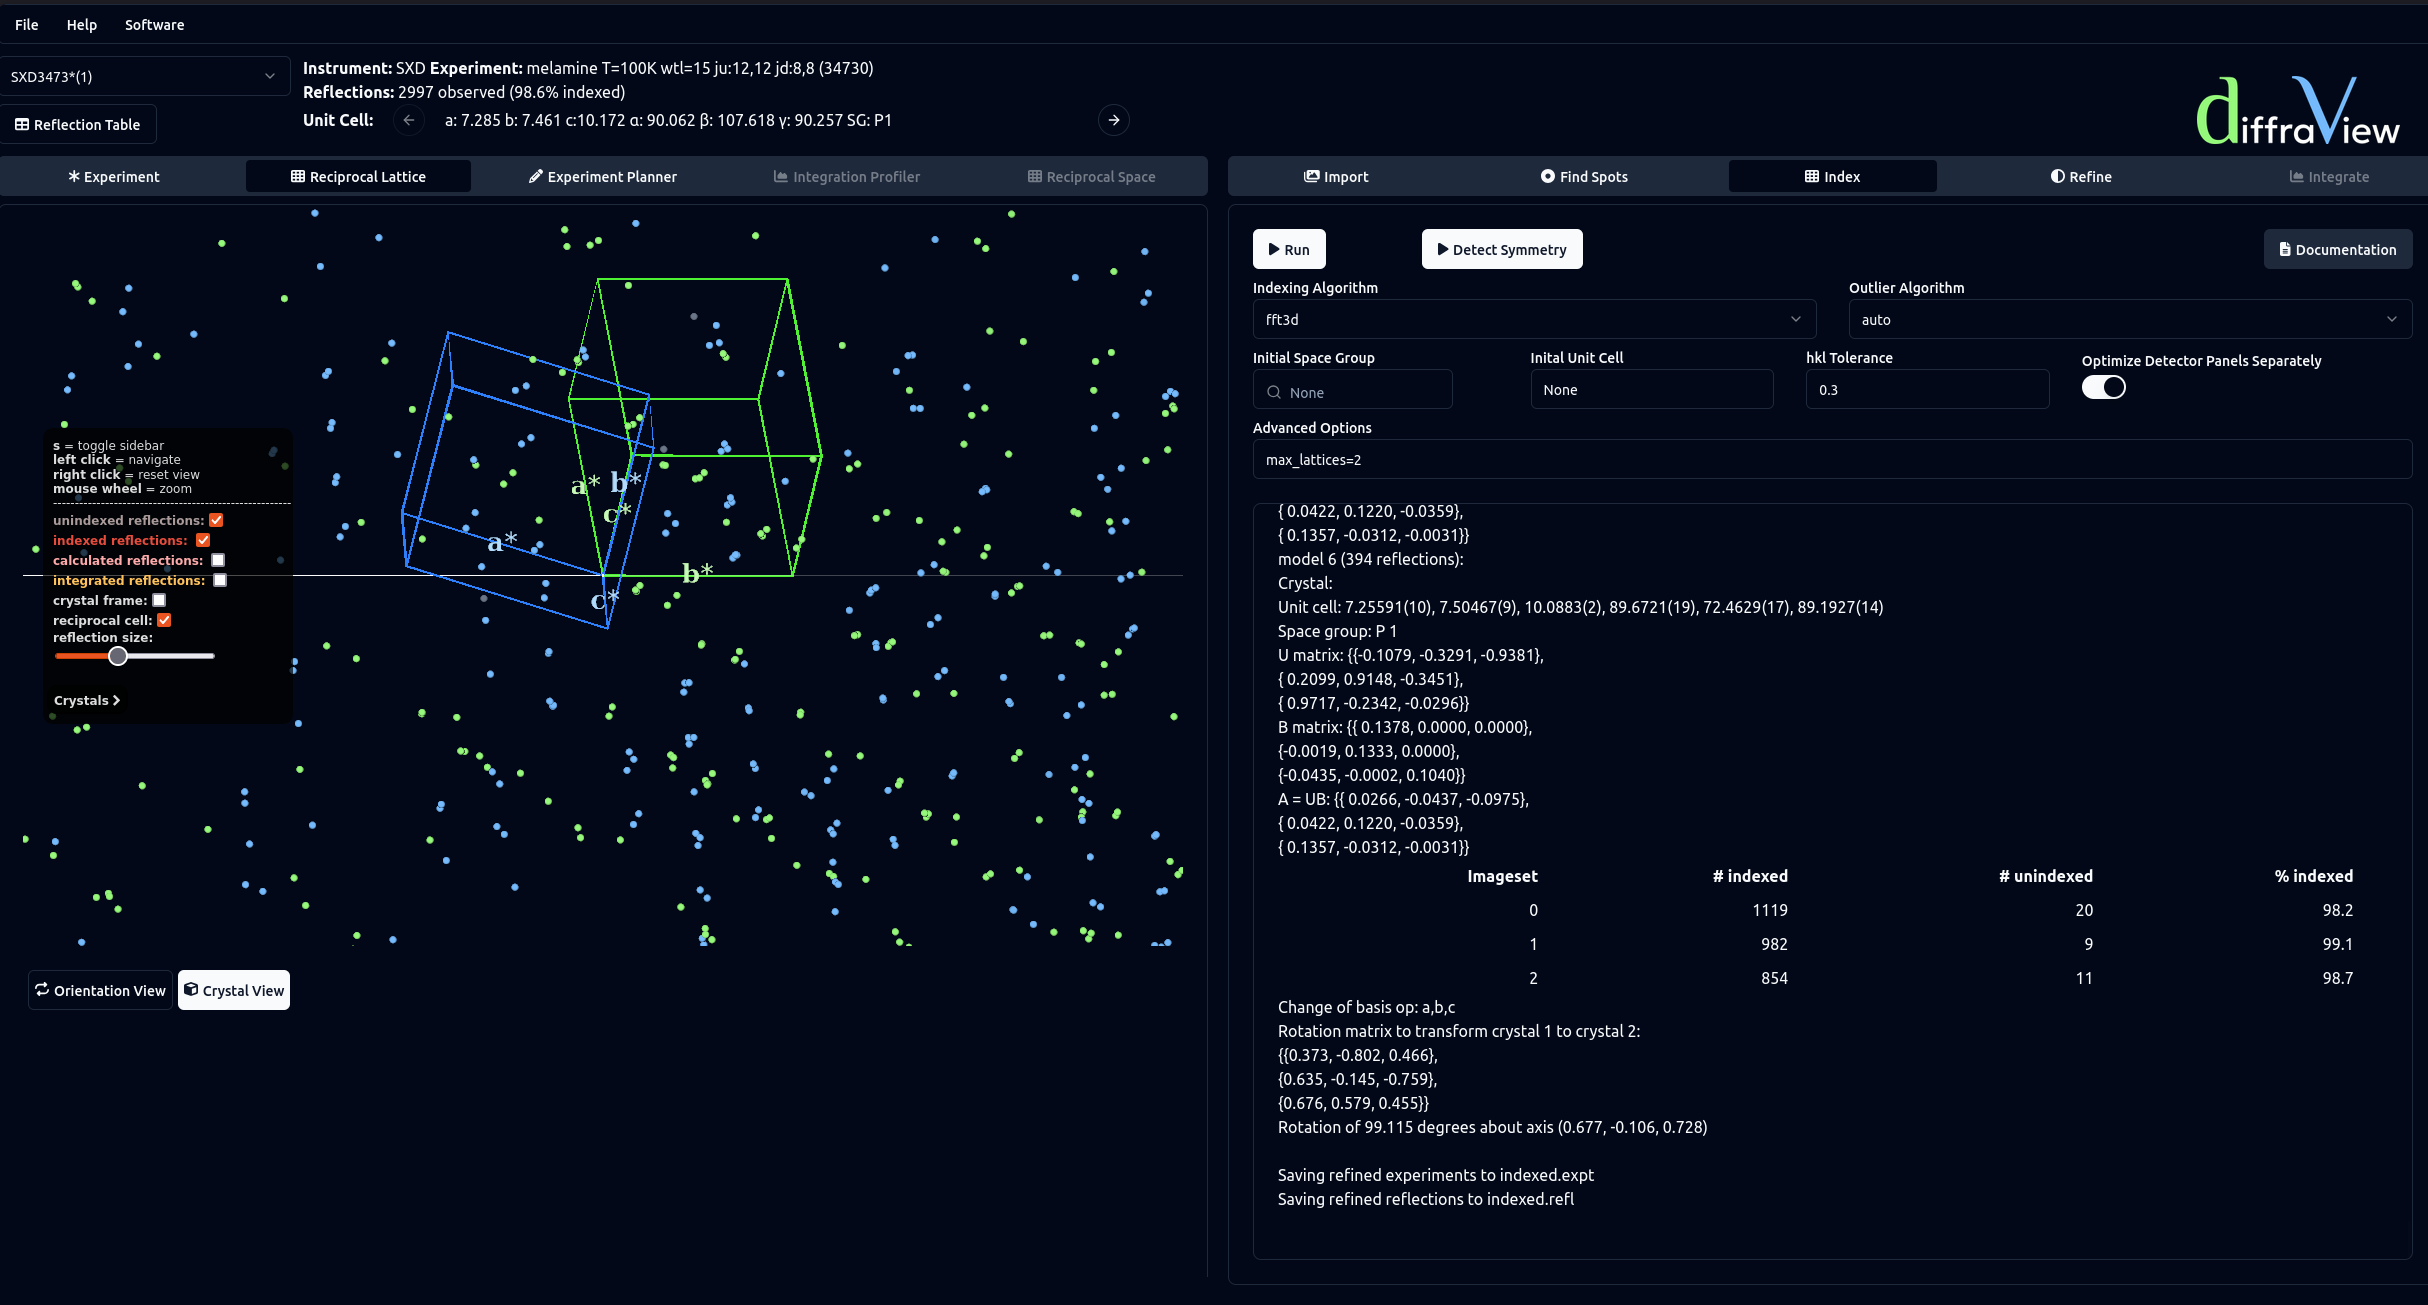 File Help Software
SXD3473*(1)
Instrument: SXD Experiment: melamine T=100K wtl=15 ju:12,12 jd:8,8 (34730)
Reflections: 2997 observed (98.6% indexed)
Unit Cell: a: 7.285 b: 7.461 c:10.172 α: 90.062 β: 107.618 γ: 90.257 SG: P1
Reflection Table
diffraView
Experiment Reciprocal Lattice Experiment Planner Integration Profiler Reciprocal Space
s = toggle sidebar
left click = navigate
right click = reset view
mouse wheel = zoom
unindexed reflections:
indexed reflections:
calculated reflections:
integrated reflections:
crystal frame:
reciprocal cell:
reflection size:
Crystals
a* b*
c*
a*
b*
c*
Orientation View Crystal View
Import Find Spots Index Refine Integrate
Run Detect Symmetry Documentation
Indexing Algorithm Outlier Algorithm
fft3d auto
Initial Space Group Inital Unit Cell hkl Tolerance Optimize Detector Panels Separately
None None 0.3
Advanced Options
max_lattices=2
{ 0.0422, 0.1220, -0.0359},
{ 0.1357, -0.0312, -0.0031}}
model 6 (394 reflections):
Crystal:
Unit cell: 7.25591(10), 7.50467(9), 10.0883(2), 89.6721(19), 72.4629(17), 89.1927(14)
Space group: P 1
U matrix: {{-0.1079, -0.3291, -0.9381},
{ 0.2099, 0.9148, -0.3451},
{ 0.9717, -0.2342, -0.0296}}
B matrix: {{ 0.1378, 0.0000, 0.0000},
{-0.0019, 0.1333, 0.0000},
{-0.0435, -0.0002, 0.1040}}
A = UB: {{ 0.0266, -0.0437, -0.0975},
{ 0.0422, 0.1220, -0.0359},
{ 0.1357, -0.0312, -0.0031}}
Imageset # indexed # unindexed % indexed
0 1119 20 98.2
1 982 9 99.1
2 854 11 98.7
Change of basis op: a,b,c
Rotation matrix to transform crystal 1 to crystal 2:
{{0.373, -0.802, 0.466},
{0.635, -0.145, -0.759},
{0.676, 0.579, 0.455}}
Rotation of 99.115 degrees about axis (0.677, -0.106, 0.728)
Saving refined experiments to indexed.expt
Saving refined reflections to indexed.refl